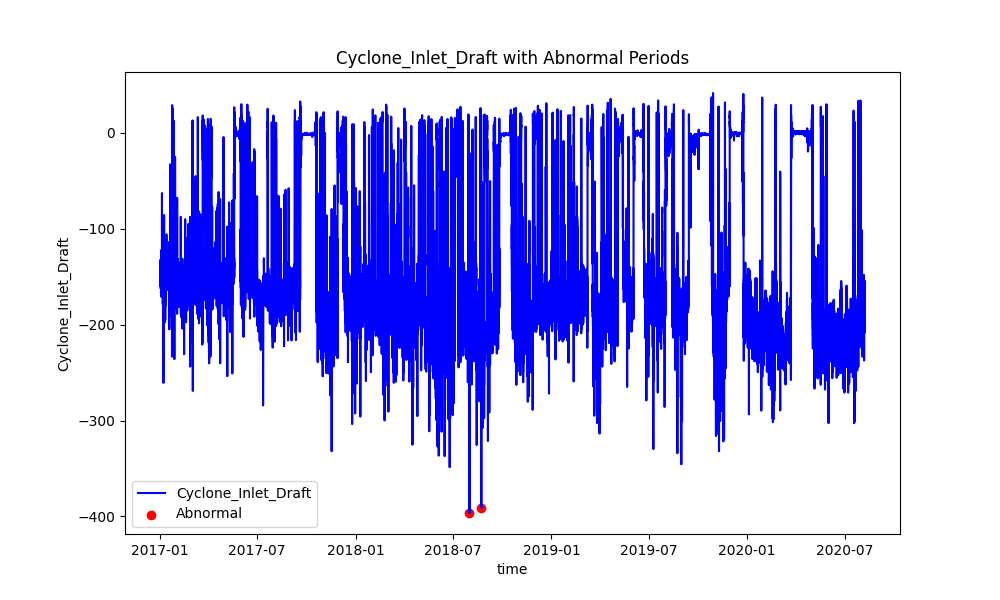 Cyclone_Inlet_Draft with Abnormal Periods
0
−100
−200
−300
−400
Cyclone_Inlet_Draft
Cyclone_Inlet_Draft
Abnormal
2017-01
2017-07
2018-01
2018-07
2019-01
2019-07
2020-01
2020-07
time